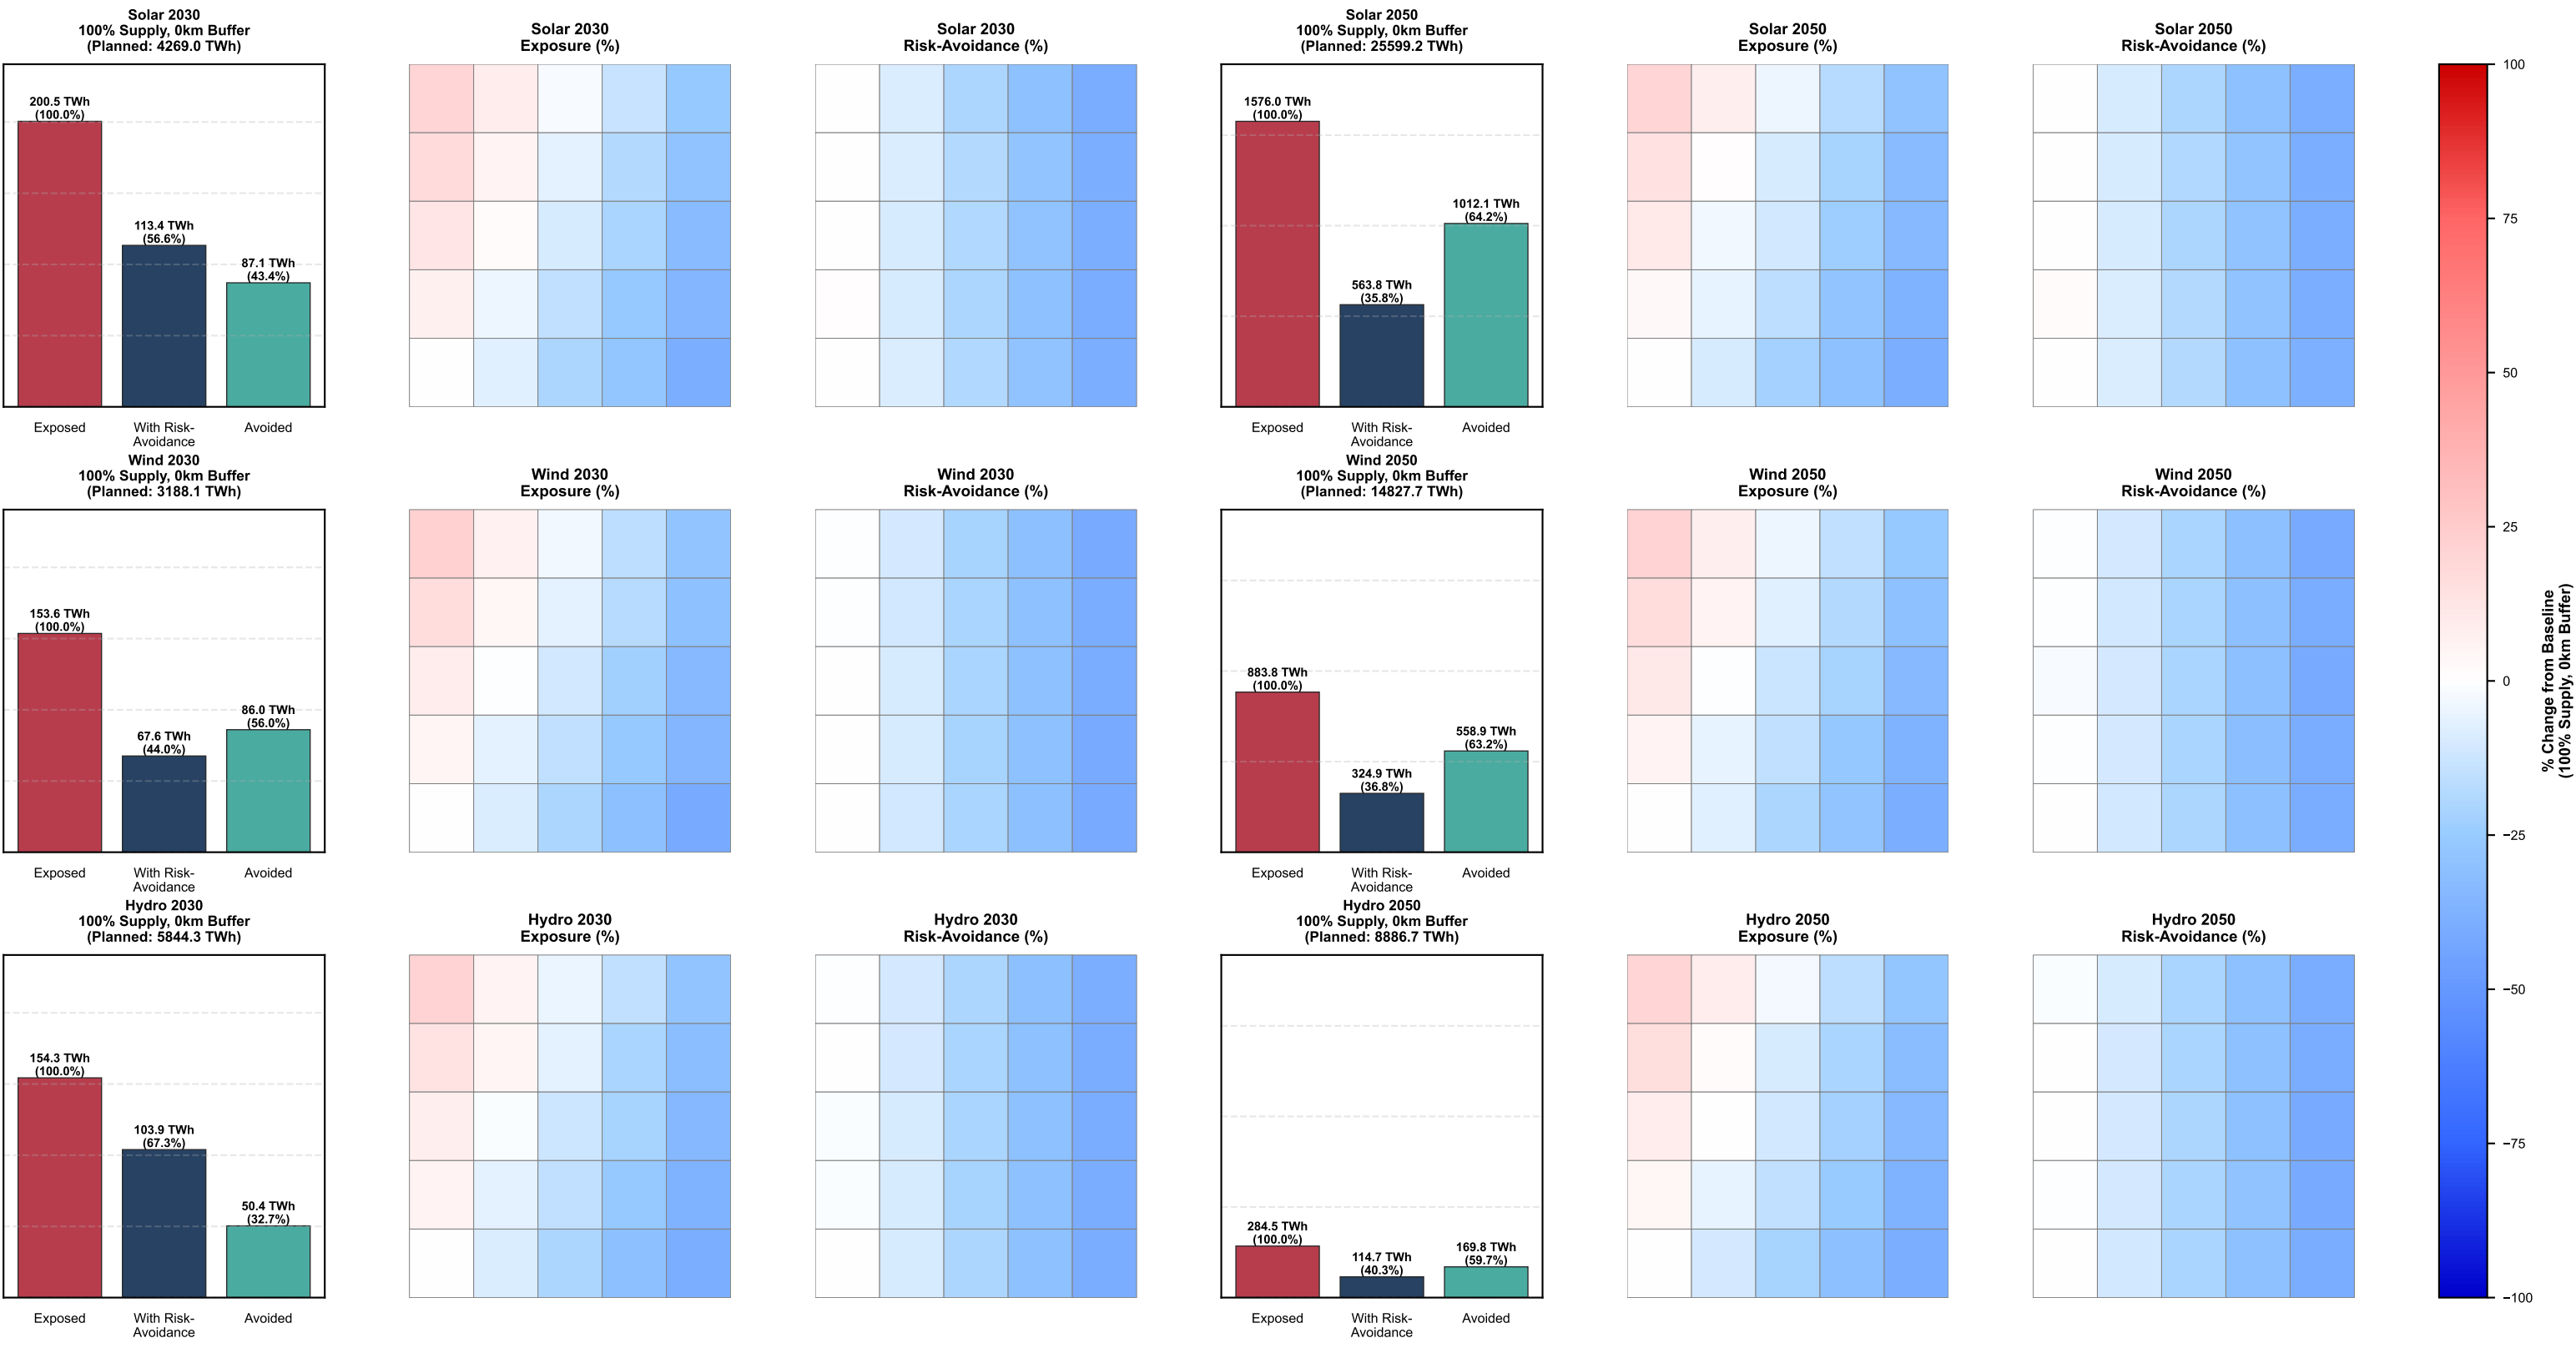 Solar 2030
100% Supply, 0km Buffer
(Planned: 4269.0 TWh)
200.5 TWh
(100.0%)
113.4 TWh
(56.6%)
87.1 TWh
(43.4%)
Exposed
With Risk-
Avoidance
Avoided
Solar 2030
Exposure (%)
Solar 2030
Risk-Avoidance (%)
Solar 2050
100% Supply, 0km Buffer
(Planned: 25599.2 TWh)
1576.0 TWh
(100.0%)
563.8 TWh
(35.8%)
1012.1 TWh
(64.2%)
Exposed
With Risk-
Avoidance
Avoided
Solar 2050
Exposure (%)
Solar 2050
Risk-Avoidance (%)
Wind 2030
100% Supply, 0km Buffer
(Planned: 3188.1 TWh)
153.6 TWh
(100.0%)
67.6 TWh
(44.0%)
86.0 TWh
(56.0%)
Exposed
With Risk-
Avoidance
Avoided
Wind 2030
Exposure (%)
Wind 2030
Risk-Avoidance (%)
Wind 2050
100% Supply, 0km Buffer
(Planned: 14827.7 TWh)
883.8 TWh
(100.0%)
324.9 TWh
(36.8%)
558.9 TWh
(63.2%)
Exposed
With Risk-
Avoidance
Avoided
Wind 2050
Exposure (%)
Wind 2050
Risk-Avoidance (%)
Hydro 2030
100% Supply, 0km Buffer
(Planned: 5844.3 TWh)
154.3 TWh
(100.0%)
103.9 TWh
(67.3%)
50.4 TWh
(32.7%)
Exposed
With Risk-
Avoidance
Avoided
Hydro 2030
Exposure (%)
Hydro 2030
Risk-Avoidance (%)
Hydro 2050
100% Supply, 0km Buffer
(Planned: 8886.7 TWh)
284.5 TWh
(100.0%)
114.7 TWh
(40.3%)
169.8 TWh
(59.7%)
Exposed
With Risk-
Avoidance
Avoided
Hydro 2050
Exposure (%)
Hydro 2050
Risk-Avoidance (%)
100
75
50
25
0
−25
−50
−75
−100
% Change from Baseline
(100% Supply, 0km Buffer)